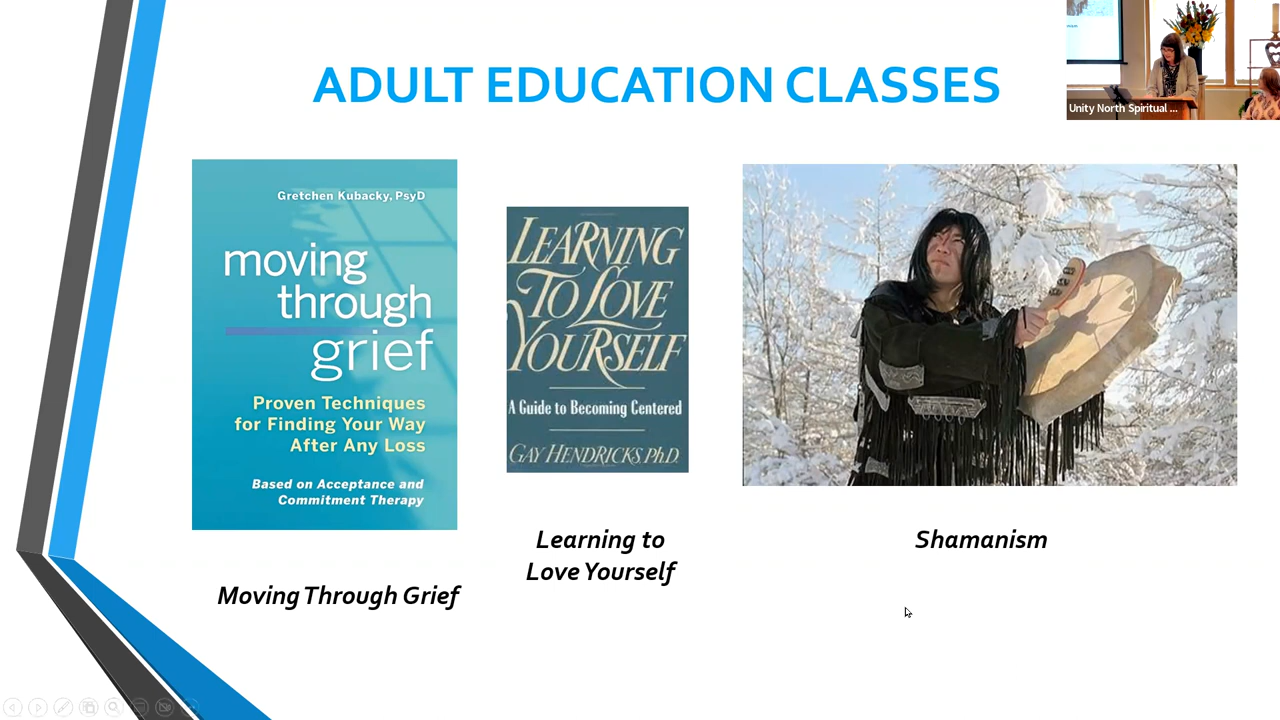 ADULT EDUCATION CLASSES
Unity North Spiritual ...
Gretchen Kubacky, PsyD
moving
through
grief
Proven Techniques
for Finding Your Way
After Any Loss
Based on Acceptance and
Commitment Therapy
Moving Through Grief
LEARNING
TO LOVE
YOURSELF
A Guide to Becoming Centered
GAY HENDRICKS, PH.D.
Learning to
Love Yourself
Shamanism